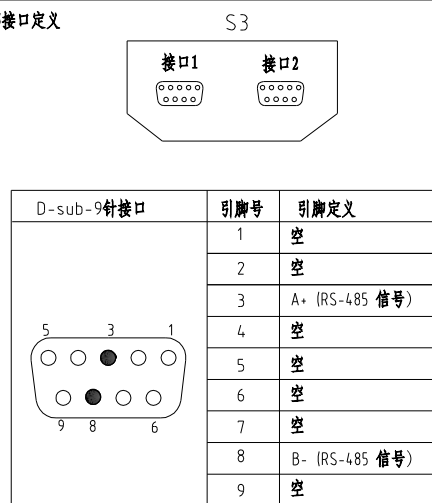 接口定义
S3
接口1 接口2
D-sub-9针接口 引脚号 引脚定义
1 空
2 空
3 A+ (RS-485 信号)
4 空
5 空
6 空
7 空
8 B- (RS-485 信号)
9 空
5 3 1
9 8 6